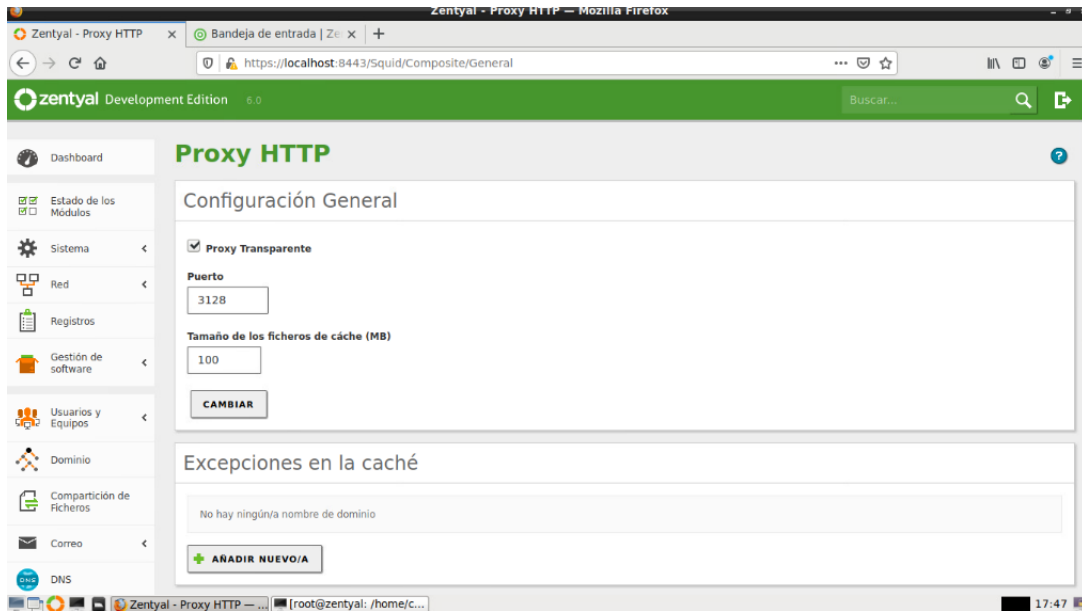 Zentyal - Proxy HTTP — Mozilla Firefox
Zentyal - Proxy HTTP
Bandeja de entrada | Ze
https://localhost:8443/Squid/Composite/General
zentyal Development Edition 6.0
Buscar...
Dashboard
Estado de los
Módulos
Sistema
Red
Registros
Gestión de
software
Usuarios y
Equipos
Dominio
Compartición de
Ficheros
Correo
DNS
DNS
Proxy HTTP
?
Configuración General
Proxy Transparente
Puerto
3128
Tamaño de los ficheros de cáche (MB)
100
CAMBIAR
Excepciones en la caché
No hay ningún/a nombre de dominio
AÑADIR NUEVO/A
Zentyal - Proxy HTTP — ...
[root@zentyal: /home/c...
17:47